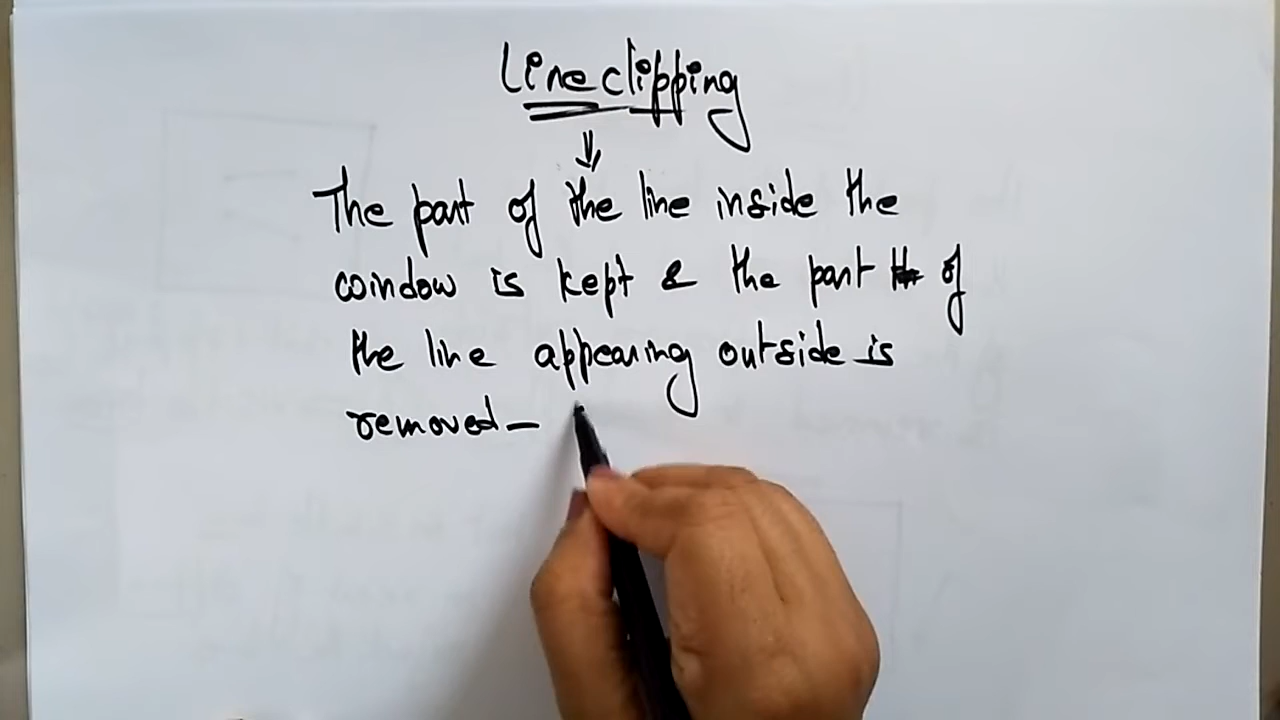 Line clipping
The part of the line inside the
window is kept & the part of
the line appearing outside is
removed